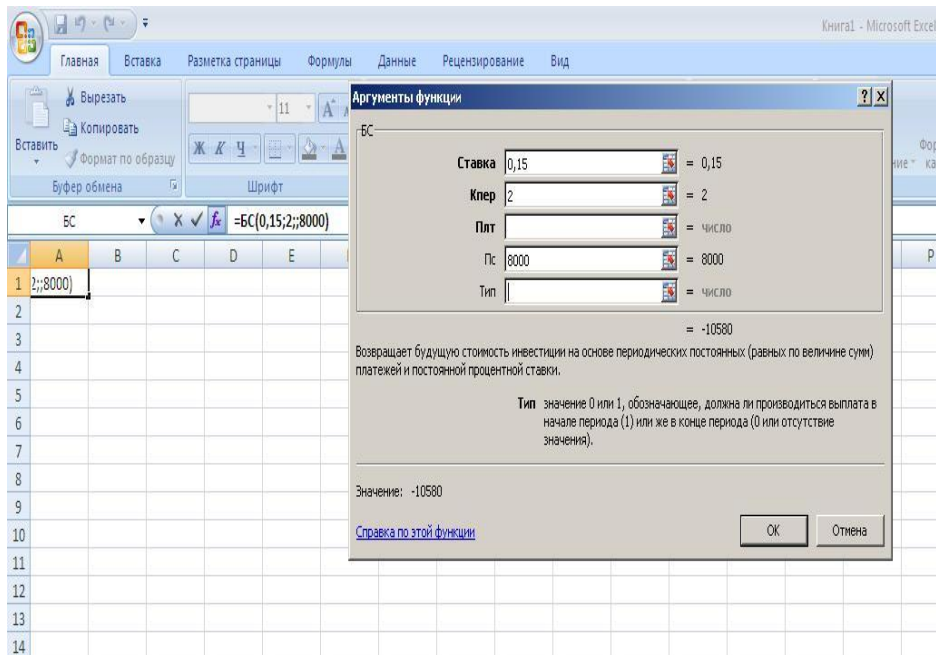 Книга1 - Microsoft Excel
Главная Вставка Разметка страницы Формулы Данные Рецензирование Вид
Вставить
Вырезать
Копировать
Формат по образцу
Буфер обмена
11
Ж К Ч
Шрифт
БС =БС(0,15;2;;8000)
A B C D E P
1 2;;8000)
2
3
4
5
6
7
8
9
10
11
12
13
14
Аргументы функции
БС
Ставка 0,15 = 0,15
Кпер 2 = 2
Плт = число
Пс 8000 = 8000
Тип = число
= -10580
Возвращает будущую стоимость инвестиции на основе периодических постоянных (равных по величине сумм)
платежей и постоянной процентной ставки.
Тип значение 0 или 1, обозначающее, должна ли производиться выплата в
начале периода (1) или же в конце периода (0 или отсутствие
значения).
Значение: -10580
Справка по этой функции
ОК Отмена